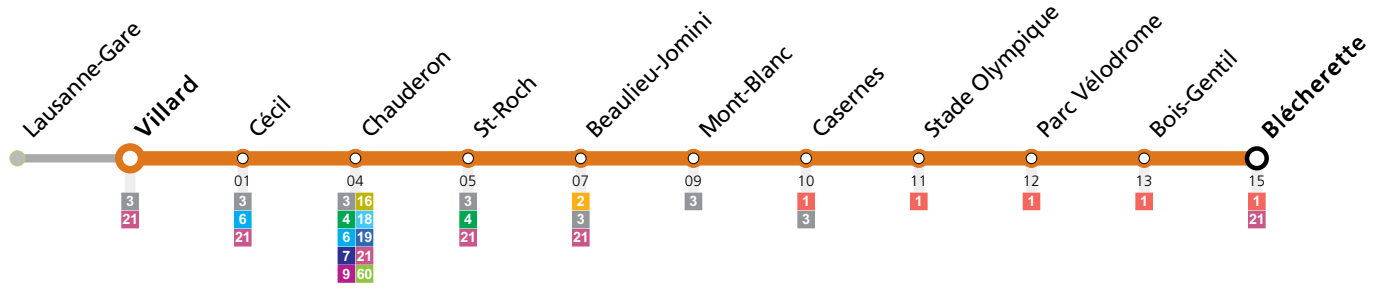 Lausanne-Gare
Villard
Cécil
Chauderon
St-Roch
Beaulieu-Jomini
Mont-Blanc
Casernes
Stade Olympique
Parc Vélodrome
Bois-Gentil
Blécherette
01 04 05 07 09 10 11 12 13 15
3 3 3 16 3 2 3 1 1 1 1 1
21 6 4 18 4 3 3 21
21 6 19 21 21
7 21
9 60